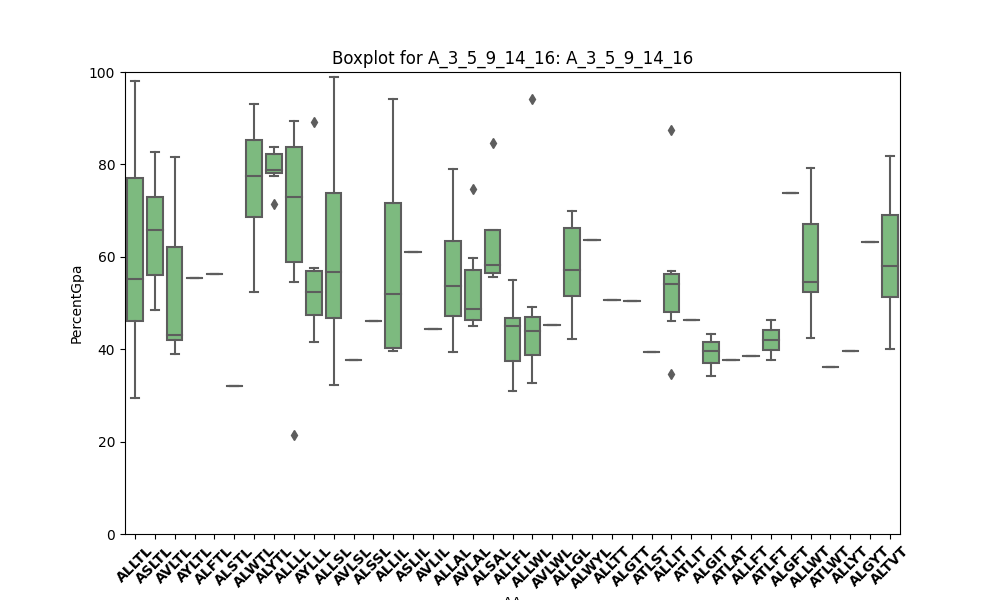 Boxplot for A_3_5_9_14_16: A_3_5_9_14_16
100
80
60
40
20
0
PercentGpa
ALLTL
ASLTL
AVLTL
AYLTL
ALFTL
ALSTL
ALWTL
ALYTL
ALLLL
AYLLL
ALLSL
AVLSL
ALSSL
ALLIL
ASLIL
AVLIL
ALLAL
AVLAL
ALSAL
ALLFL
ALLWL
AVLWL
ALLGL
ALWYL
ALLTT
ALGTT
ATLST
ALLIT
ATLIT
ALGIT
ATLAT
ALLFT
ATLFT
ALGFT
ALLWT
ATLWT
ALLYT
ALGYT
ALTVT